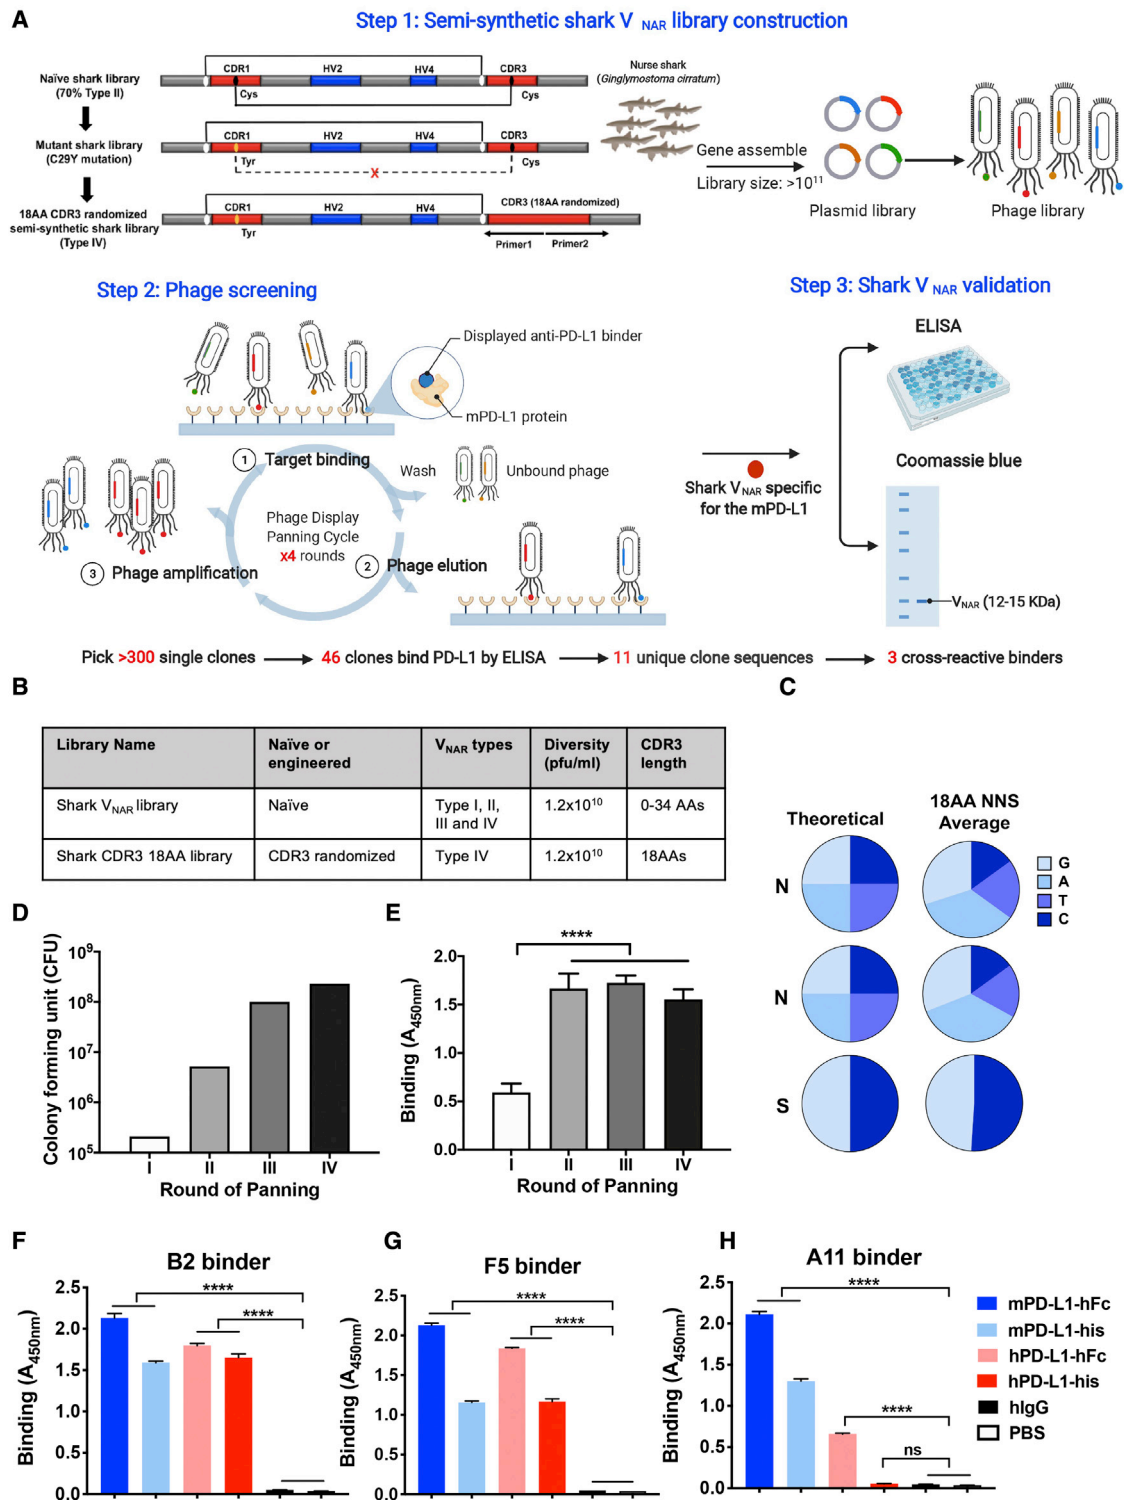 A
Step 1: Semi-synthetic shark V NAR library construction
Naïve shark library
(70% Type II)
CDR1
HV2
HV4
CDR3
Cys
Cys
Mutant shark library
(C29Y mutation)
CDR1
HV2
HV4
CDR3
Tyr
Cys
X
18AA CDR3 randomized
semi-synthetic shark library
(Type IV)
CDR1
HV2
HV4
CDR3 (18AA randomized)
Tyr
Primer1
Primer2
Nurse shark
(Ginglymostoma cirratum)
Gene assemble
Library size: >10¹¹
Plasmid library
Phage library
Step 2: Phage screening
Displayed anti-PD-L1 binder
mPD-L1 protein
1 Target binding
Wash
Unbound phage
Phage Display
Panning Cycle
x4 rounds
2 Phage elution
3 Phage amplification
Step 3: Shark V NAR validation
ELISA
Coomassie blue
Shark VNAR specific
for the mPD-L1
VNAR (12-15 KDa)
Pick >300 single clones
46 clones bind PD-L1 by ELISA
11 unique clone sequences
3 cross-reactive binders
B
Library Name
Naïve or
engineered
VNAR types
Diversity
(pfu/ml)
CDR3
length
Shark VNAR library
Naïve
Type I, II,
III and IV
1.2x10¹⁰
0-34 AAs
Shark CDR3 18AA library
CDR3 randomized
Type IV
1.2x10¹⁰
18AAs
C
Theoretical
18AA NNS
Average
N
N
S
G
A
T
C
D
Colony forming unit (CFU)
10⁹
10⁸
10⁷
10⁶
10⁵
I II III IV
Round of Panning
E
Binding (A450nm)
2.0
1.5
1.0
0.5
0.0
****
I II III IV
Round of Panning
F
B2 binder
Binding (A450nm)
2.5
2.0
1.5
1.0
0.5
0.0
****
****
G
F5 binder
Binding (A450nm)
2.5
2.0
1.5
1.0
0.5
0.0
****
****
H
A11 binder
Binding (A450nm)
2.5
2.0
1.5
1.0
0.5
0.0
****
****
ns
mPD-L1-hFc
mPD-L1-his
hPD-L1-hFc
hPD-L1-his
hIgG
PBS